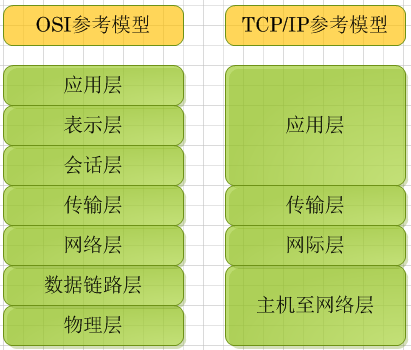 OSI参考模型
TCP/IP参考模型
应用层
表示层
会话层
传输层
网络层
数据链路层
物理层
应用层
传输层
网际层
主机至网络层